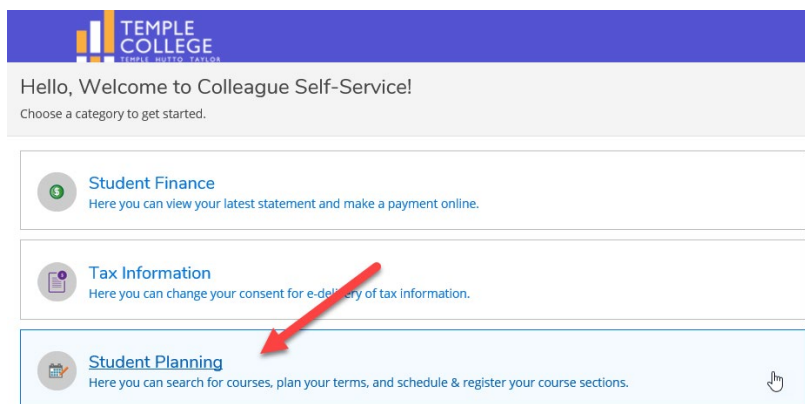 TEMPLE
COLLEGE
TEMPLE HUTTO TAYLOR
Hello, Welcome to Colleague Self-Service!
Choose a category to get started.
Student Finance
Here you can view your latest statement and make a payment online.
Tax Information
Here you can change your consent for e-delivery of tax information.
Student Planning
Here you can search for courses, plan your terms, and schedule & register your course sections.